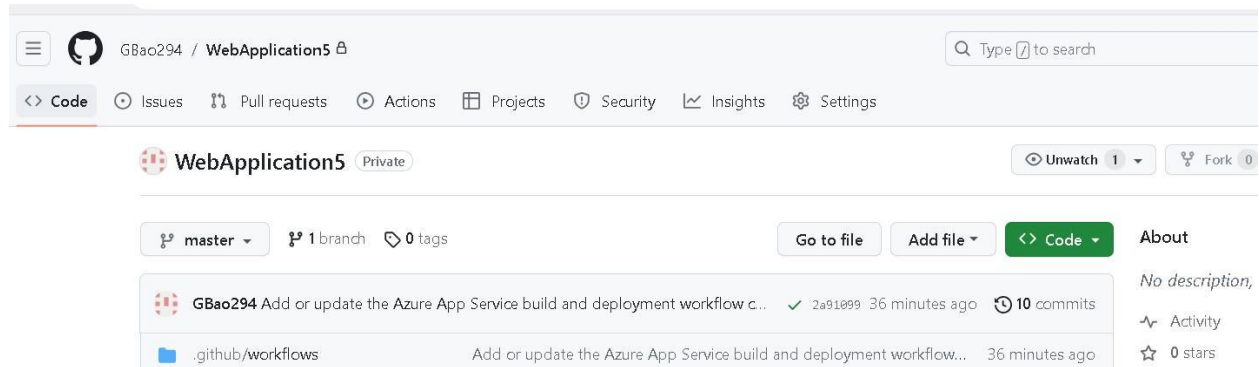 GBao294 / WebApplication5
Type / to search
<> Code Issues Pull requests Actions Projects Security Insights Settings
WebApplication5 Private
Unwatch 1 Fork 0
master 1 branch 0 tags
Go to file Add file <> Code About
No description,
GBao294 Add or update the Azure App Service build and deployment workflow c... 2a91099 36 minutes ago 10 commits
Activity
.github/workflows Add or update the Azure App Service build and deployment workflow... 36 minutes ago 0 stars